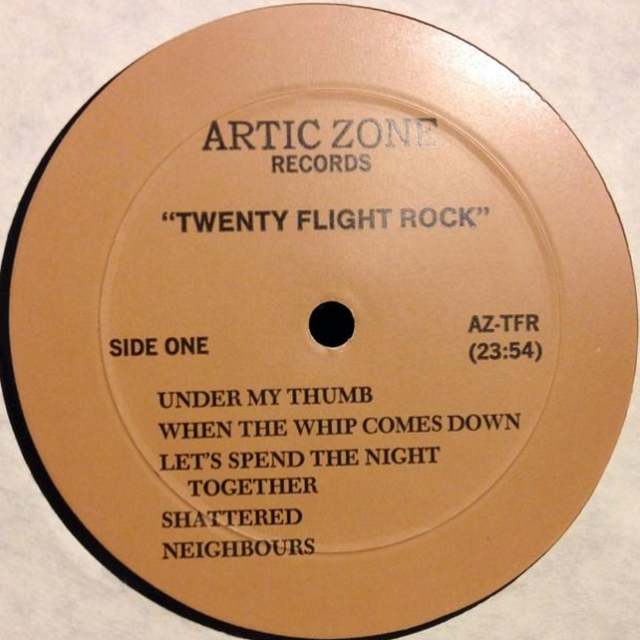 ARTIC ZONE
RECORDS
“TWENTY FLIGHT ROCK”
SIDE ONE
AZ-TFR
(23:54)
UNDER MY THUMB
WHEN THE WHIP COMES DOWN
LET'S SPEND THE NIGHT
TOGETHER
SHATTERED
NEIGHBOURS